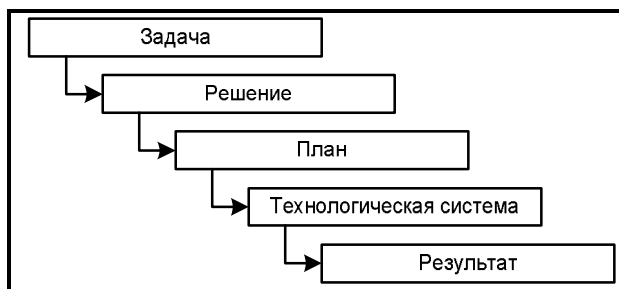 Задача
Решение
План
Технологическая система
Результат